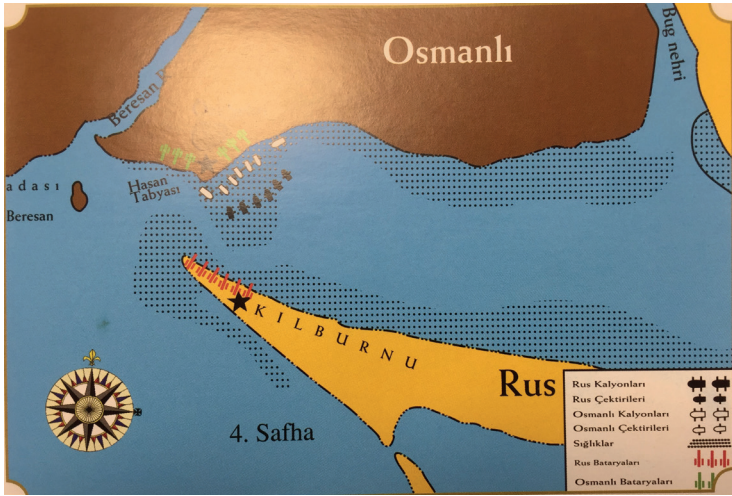 Osmanlı
Bug nehri
Beresan
Hasan
Tabyası
adası
Beresan
KILBURNU
Rus
4. Safha
Rus Kalyonları
Rus Çektirileri
Osmanlı Kalyonları
Osmanlı Çektirileri
Sığlıklar
Rus Bataryaları
Osmanlı Bataryaları